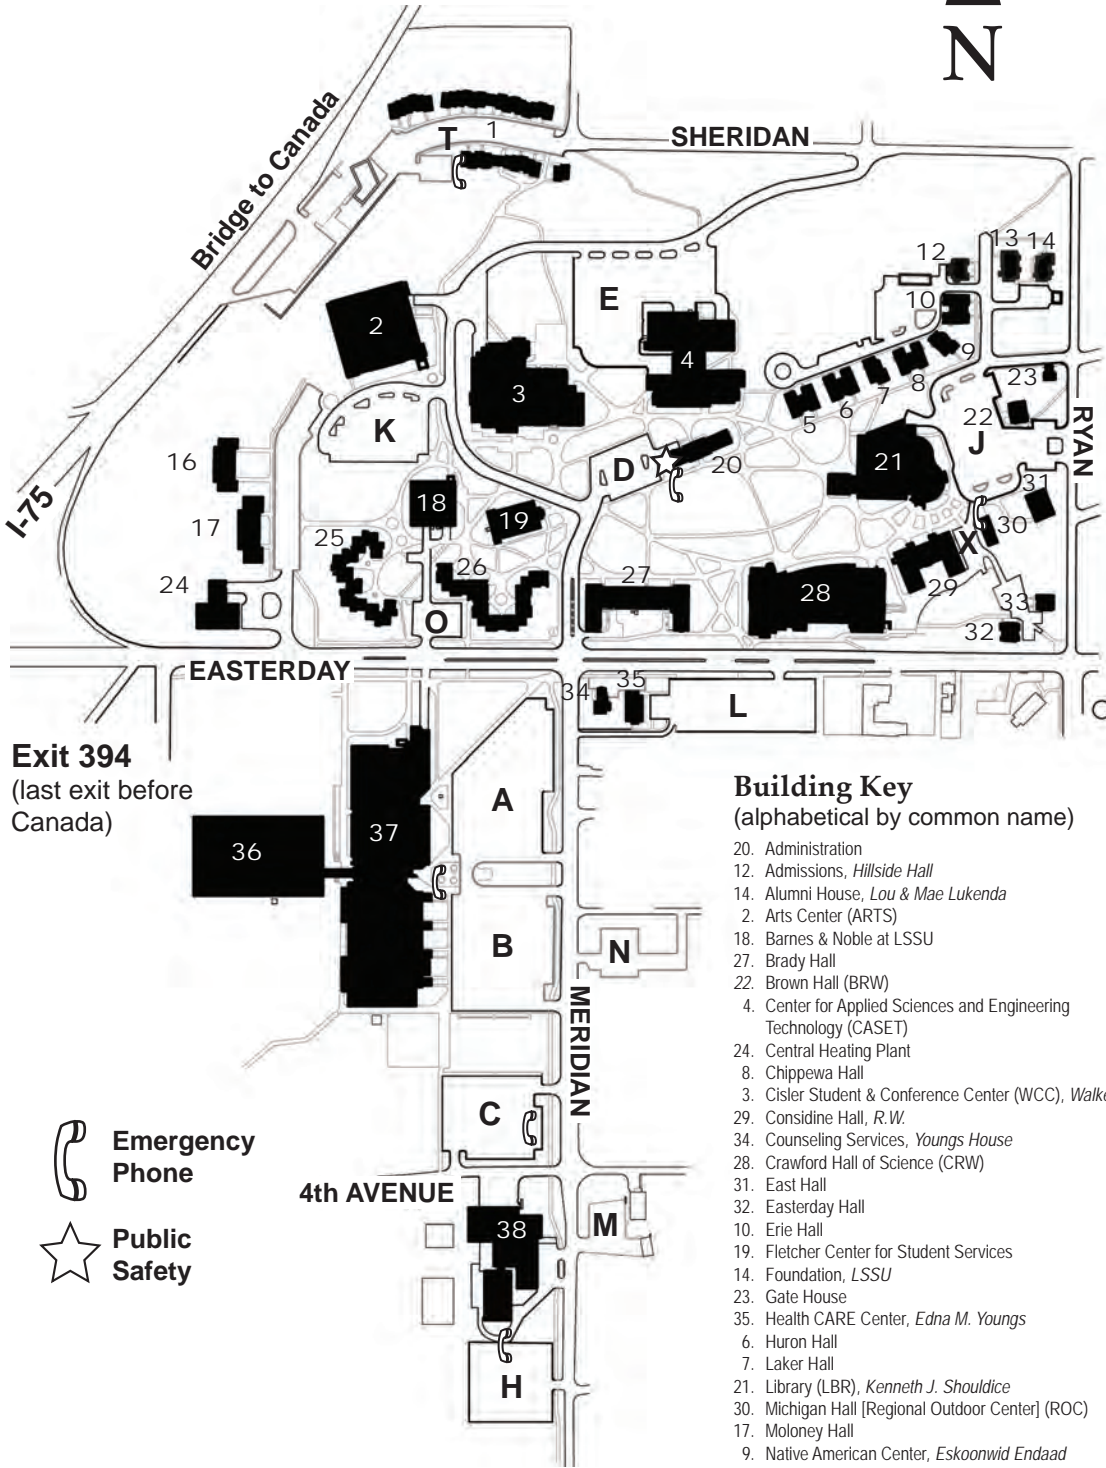 N
Bridge to Canada
SHERIDAN
T
1
12
13
14
E
10
2
4
9
3
8
7
6
5
23
22
K
J
RYAN
D
20
21
16
I-75
18
31
19
30
17
25
X
26
24
27
28
29
O
33
32
EASTERDAY
34
35
L
Exit 394
(last exit before
Canada)
A
36
37
B
N
MERIDIAN
C
Emergency
Phone
4th AVENUE
38
M
Public
Safety
H
Building Key
(alphabetical by common name)
20. Administration
12. Admissions, Hillside Hall
14. Alumni House, Lou & Mae Lukenda
2. Arts Center (ARTS)
18. Barnes & Noble at LSSU
27. Brady Hall
22. Brown Hall (BRW)
4. Center for Applied Sciences and Engineering
Technology (CASET)
24. Central Heating Plant
8. Chippewa Hall
3. Cisler Student & Conference Center (WCC), Walke
29. Considine Hall, R.W.
34. Counseling Services, Youngs House
28. Crawford Hall of Science (CRW)
31. East Hall
32. Easterday Hall
10. Erie Hall
19. Fletcher Center for Student Services
14. Foundation, LSSU
23. Gate House
35. Health CARE Center, Edna M. Youngs
6. Huron Hall
7. Laker Hall
21. Library (LBR), Kenneth J. Shouldice
30. Michigan Hall [Regional Outdoor Center] (ROC)
17. Moloney Hall
9. Native American Center, Eskoonwid Endaad